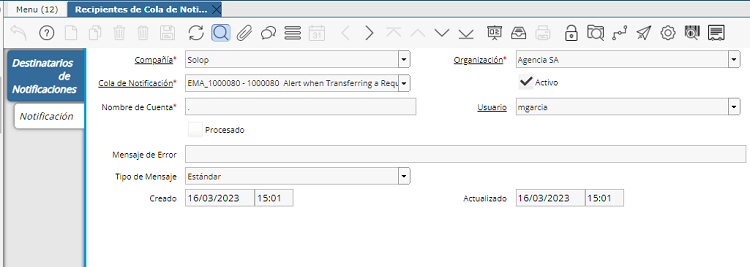 Menu (12)
Recipientes de Cola de Noti...
Destinatarios de Notificaciones
Notificación
Compañía*
Solop
Organización*
Agencia SA
Cola de Notificación*
EMA_1000080 - 1000080 Alert when Transferring a Requ
Activo
Nombre de Cuenta*
.
Usuario
mgarcia
Procesado
Mensaje de Error
Tipo de Mensaje
Estándar
Creado
16/03/2023
15:01
Actualizado
16/03/2023
15:01